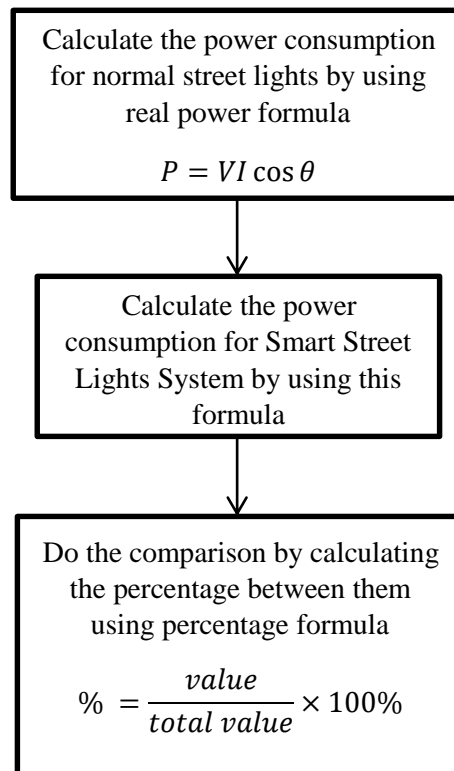 Calculate the power consumption
for normal street lights by using
real power formula
P = VI cos θ
Calculate the power
consumption for Smart Street
Lights System by using this
formula
Do the comparison by calculating
the percentage between them
using percentage formula
% = value / total value × 100%